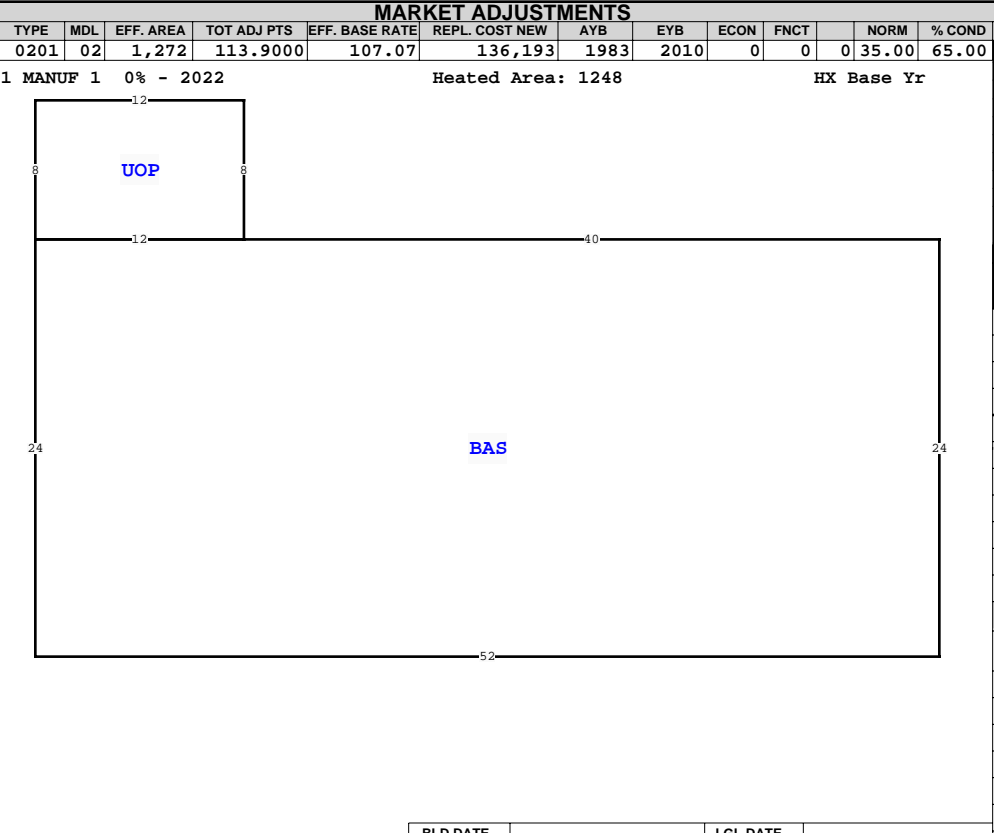 MARKET ADJUSTMENTS
TYPE MDL EFF. AREA TOT ADJ PTS EFF. BASE RATE REPL. COST NEW AYB EYB ECON FNCT NORM % COND
0201 02 1,272 113.9000 107.07 136,193 1983 2010 0 0 0 35.00 65.00
1 MANUF 1 0% - 2022 Heated Area: 1248 HX Base Yr
12
8 UOP 8
12 40
24 BAS 24
52
BLD DATE LGL DATE